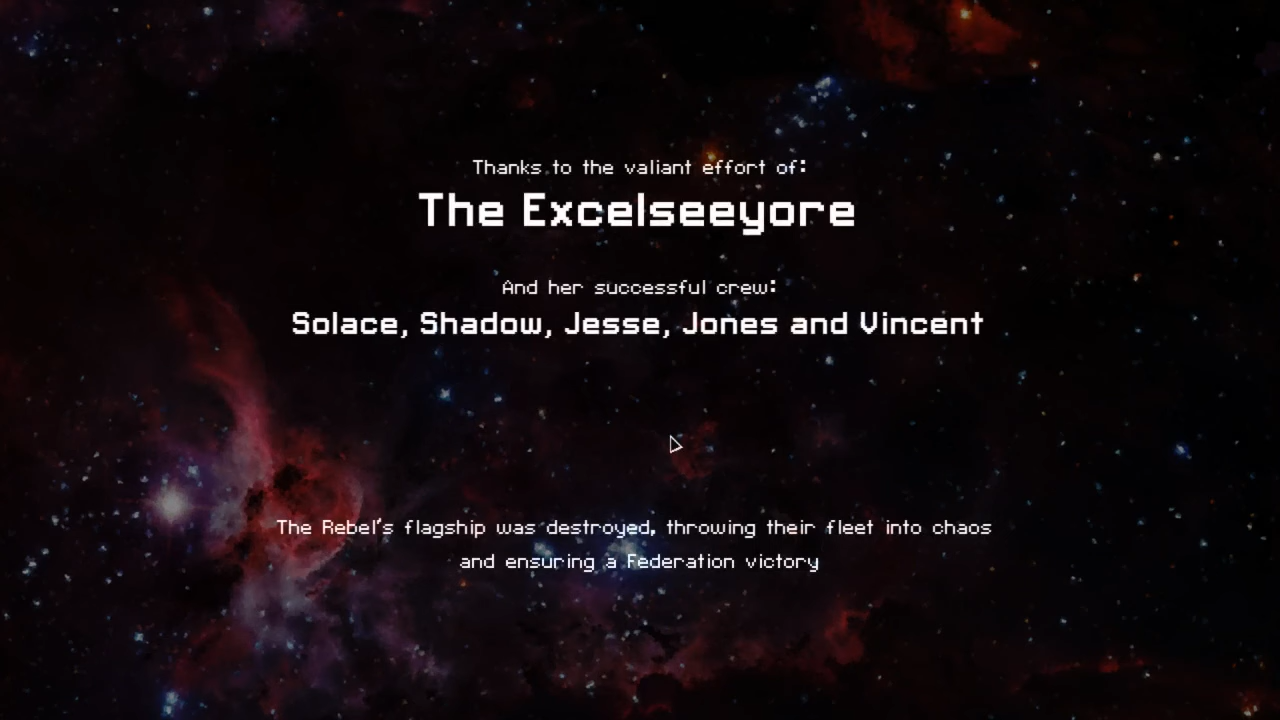 Thanks to the valiant effort of:
The Excelseeyore
And her successful crew:
Solace, Shadow, Jesse, Jones and Vincent
The Rebel's flagship was destroyed, throwing their fleet into chaos
and ensuring a Federation victory